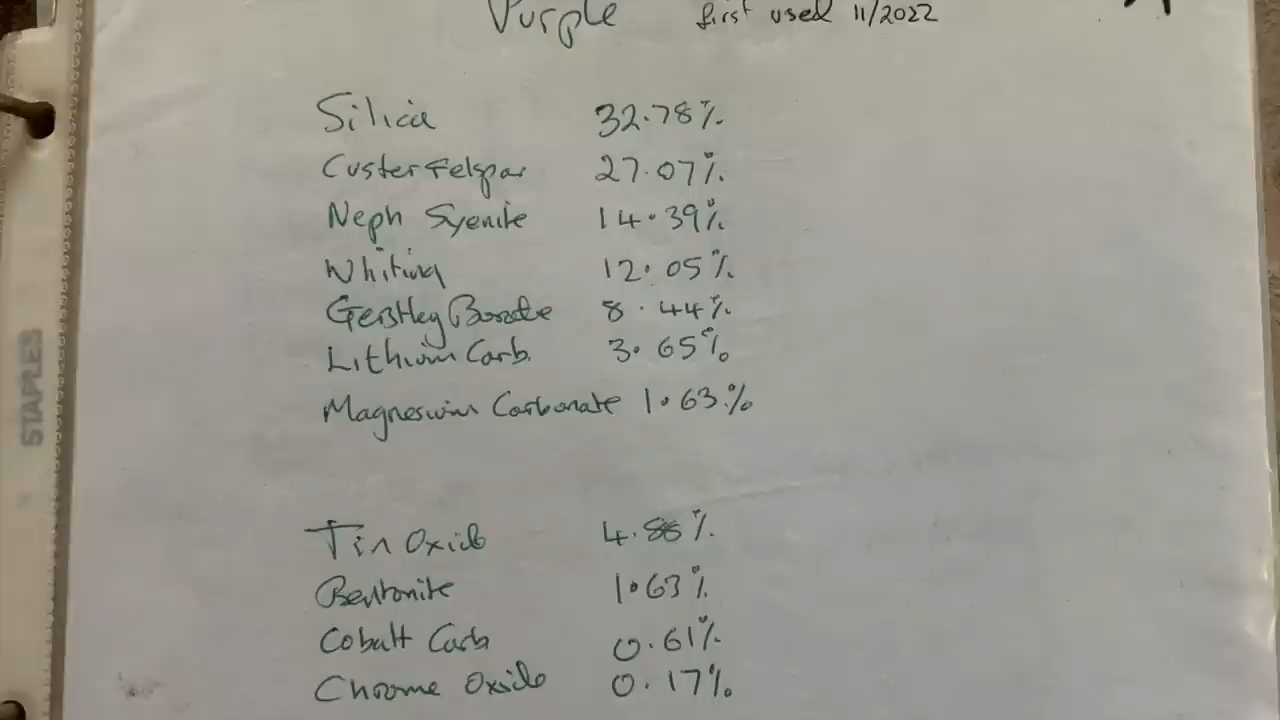 Purple first used 11/2022
Silica 32.78%
Custer Felspar 27.07%
Neph Syenite 14.39%
Whiting 12.05%
Gerstley Borate 8.44%
Lithium Carb. 3.65%
Magnesium Carbonate 1.63%
Tin Oxide 4.88%
Bentonite 1.63%
Cobalt Carb 0.61%
Chrome Oxide 0.17%
STAPLES